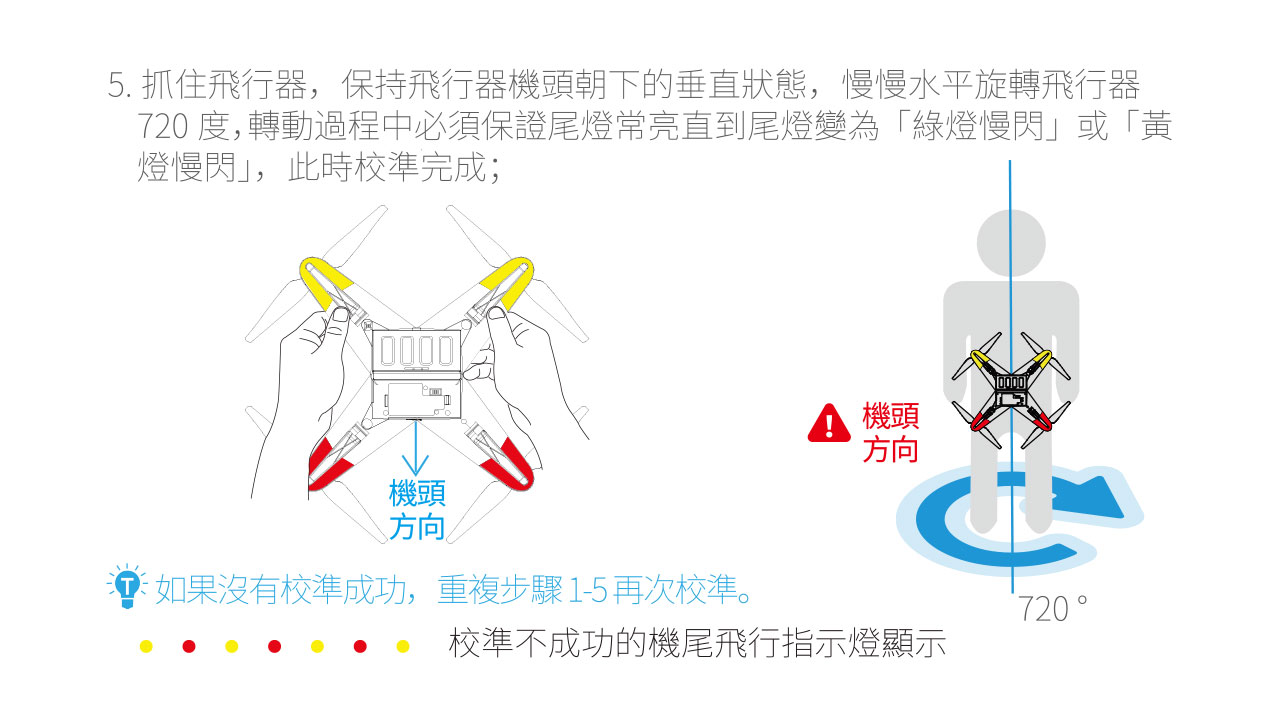 5. 抓住飛行器，保持飛行器機頭朝下的垂直狀態，慢慢水平旋轉飛行器
720 度，轉動過程中必須保證尾燈常亮直到尾燈變為「綠燈慢閃」或「黃
燈慢閃」，此時校準完成；
機頭
方向
機頭
方向
720°
T 如果沒有校準成功，重複步驟 1-5 再次校準。
校準不成功的機尾飛行指示燈顯示